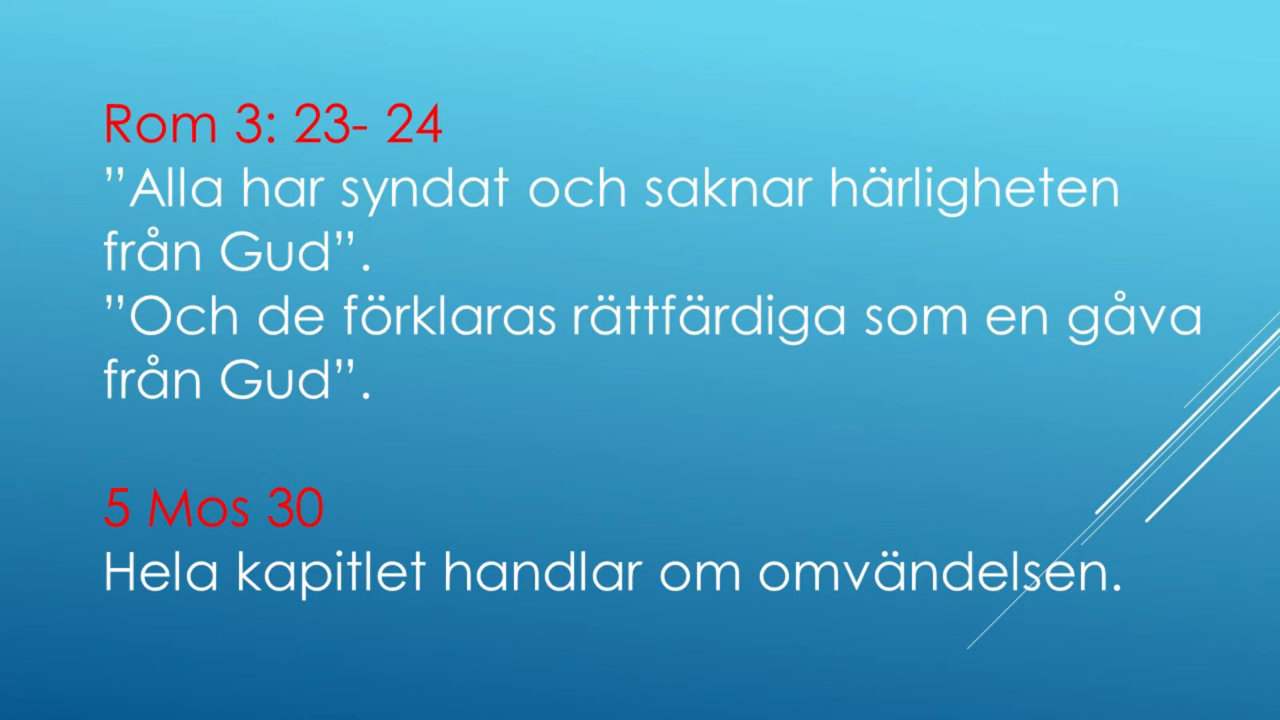 Rom 3: 23- 24
”Alla har syndat och saknar härligheten
från Gud”.
”Och de förklaras rättfärdiga som en gåva
från Gud”.
5 Mos 30
Hela kapitlet handlar om omvändelsen.